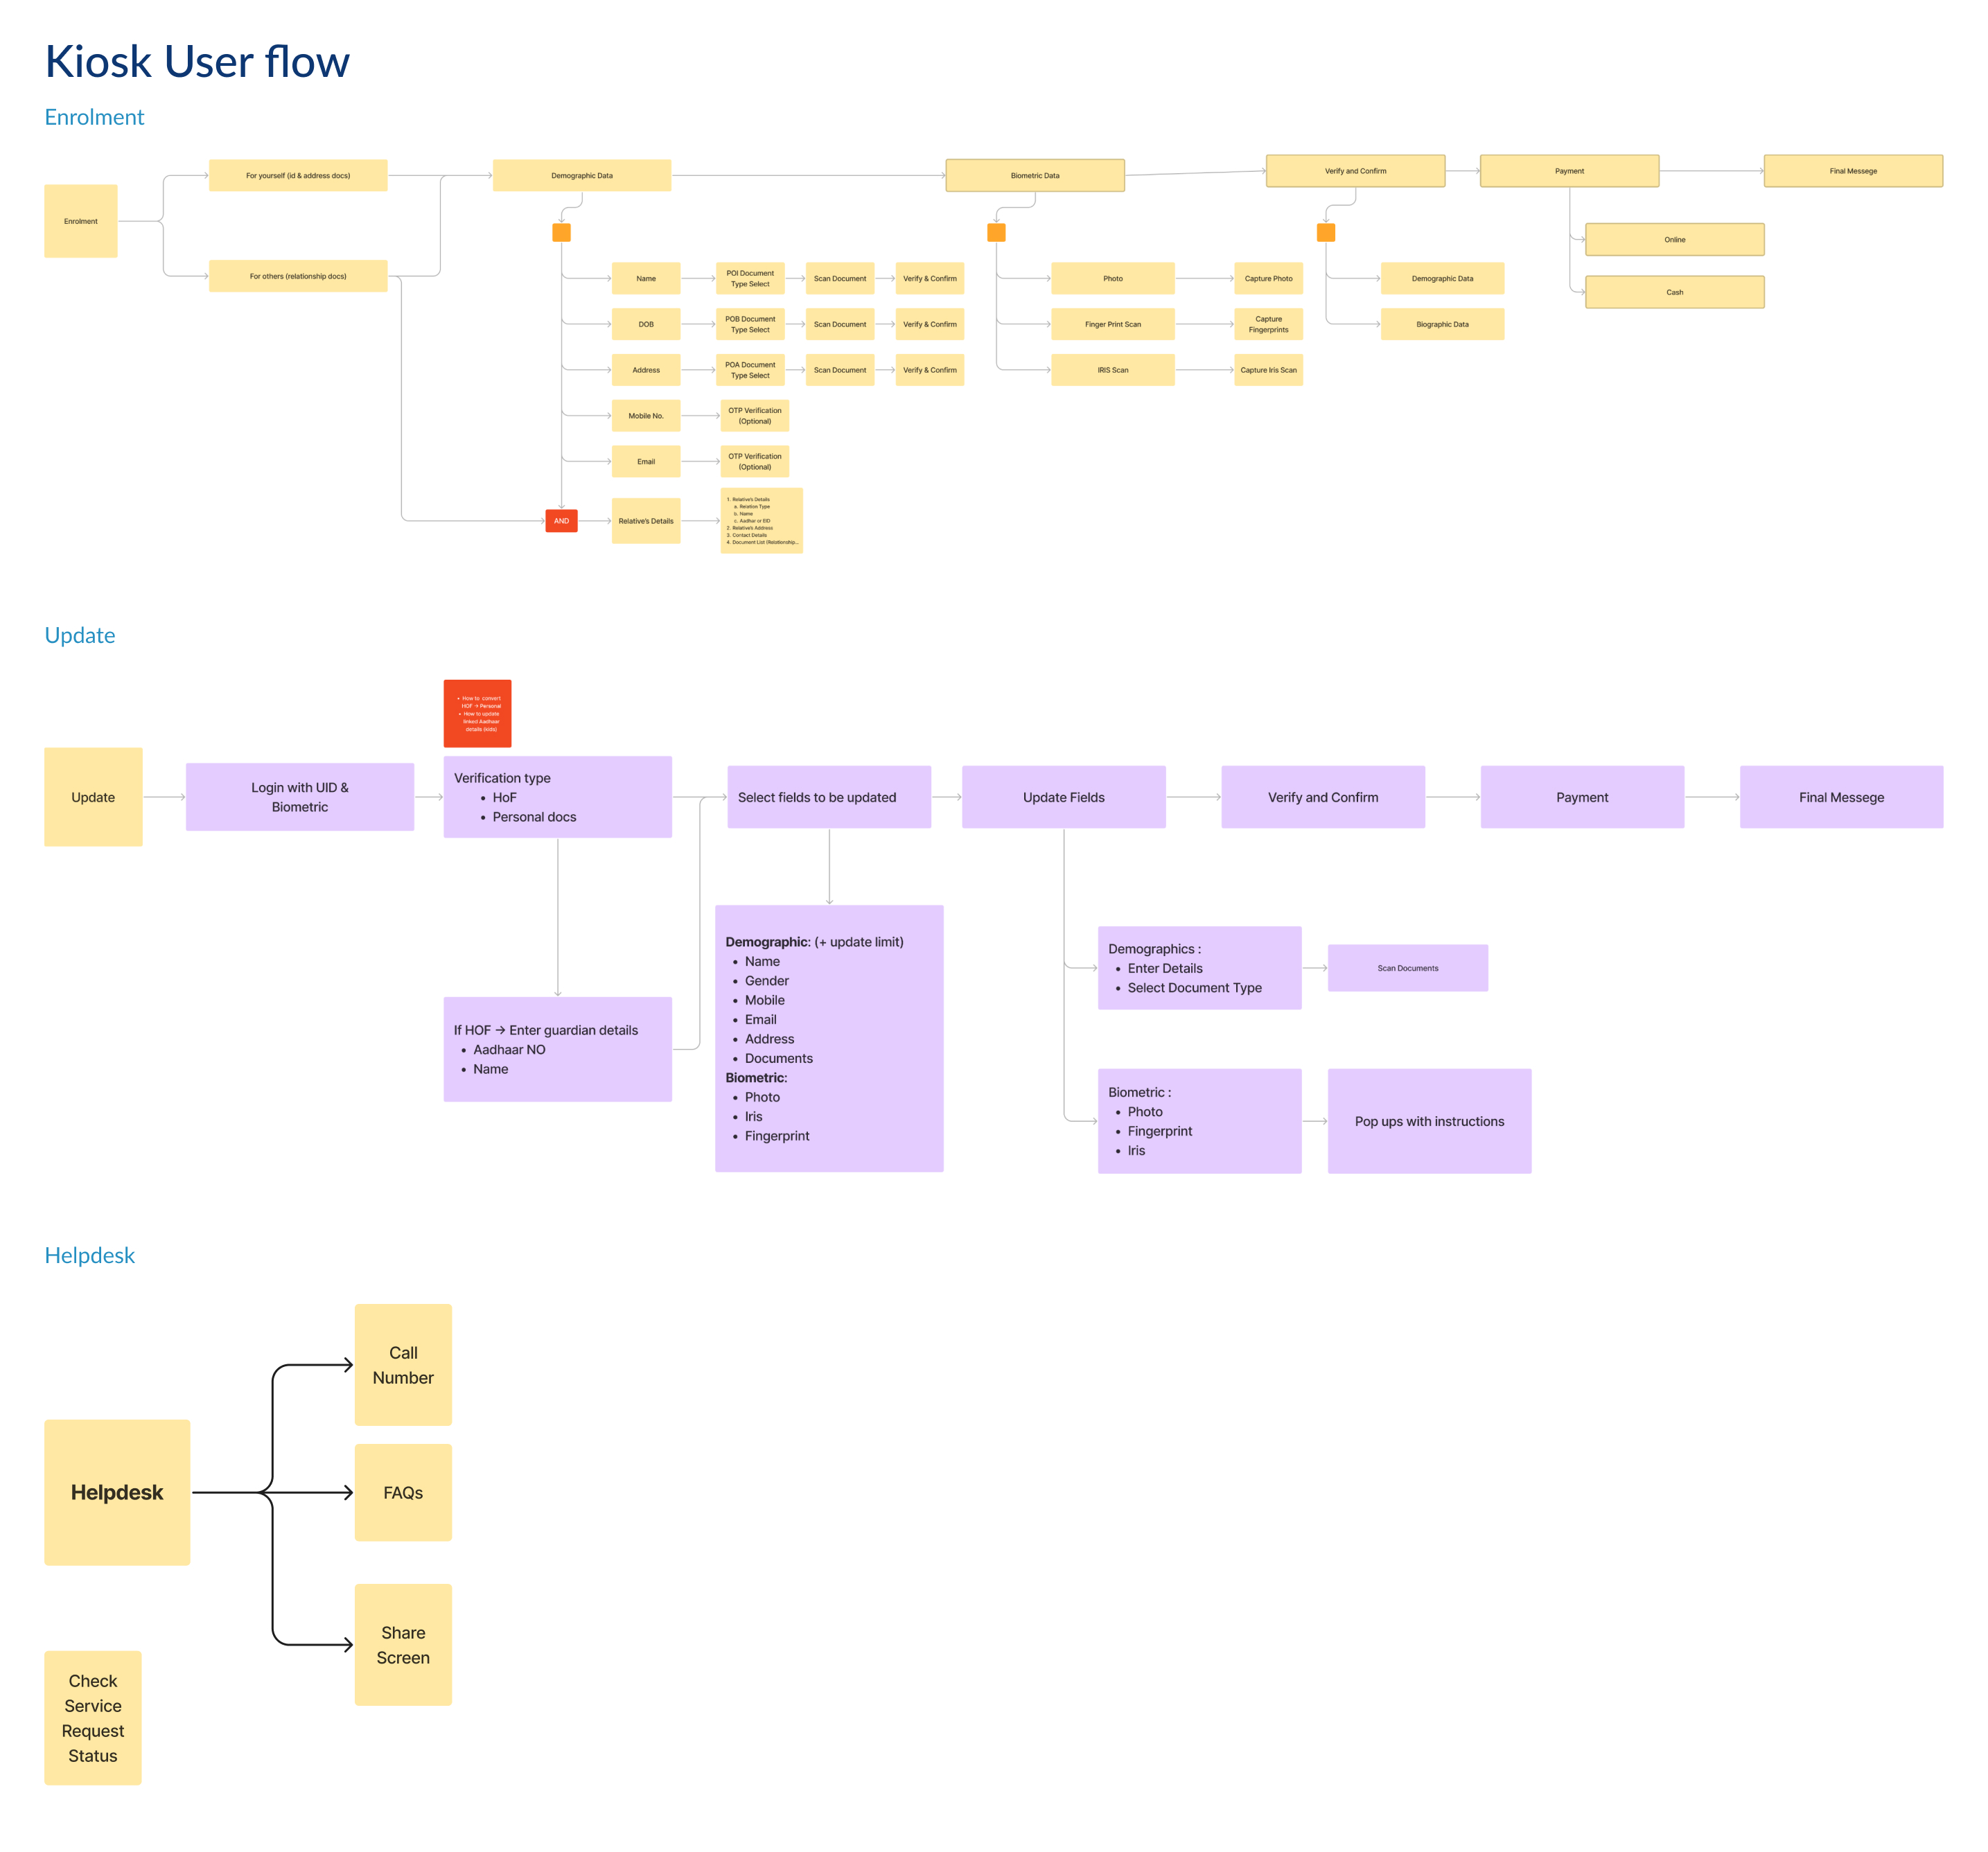 Kiosk User flow
Enrolment
Enrolment
For yourself (id & address docs)
For others (relationship docs)
Demographic Data
Name
POI Document
Type Select
Scan Document
Verify & Confirm
DOB
POB Document
Type Select
Scan Document
Verify & Confirm
Address
POA Document
Type Select
Scan Document
Verify & Confirm
Mobile No.
OTP Verification
(Optional)
Email
OTP Verification
(Optional)
AND
Relative's Details
1. Relative's Details
a. Relation Type
b. Name
c. Aadhar or EID
2. Relative's Address
3. Contact Details
4. Document List (Relationship...
Biometric Data
Photo
Capture Photo
Finger Print Scan
Capture
Fingerprints
IRIS Scan
Capture Iris Scan
Verify and Confirm
Demographic Data
Biographic Data
Payment
Online
Cash
Final Messege
Update
• How to convert
HOF → Personal
• How to update
linked Aadhaar
details (kids)
Update
Login with UID &
Biometric
Verification type
• HoF
• Personal docs
If HOF → Enter guardian details
• Aadhaar NO
• Name
Select fields to be updated
Demographic: (+ update limit)
• Name
• Gender
• Mobile
• Email
• Address
• Documents
Biometric:
• Photo
• Iris
• Fingerprint
Update Fields
Demographics :
• Enter Details
• Select Document Type
Scan Documents
Biometric :
• Photo
• Fingerprint
• Iris
Pop ups with instructions
Verify and Confirm
Payment
Final Messege
Helpdesk
Helpdesk
Call
Number
FAQs
Share
Screen
Check
Service
Request
Status